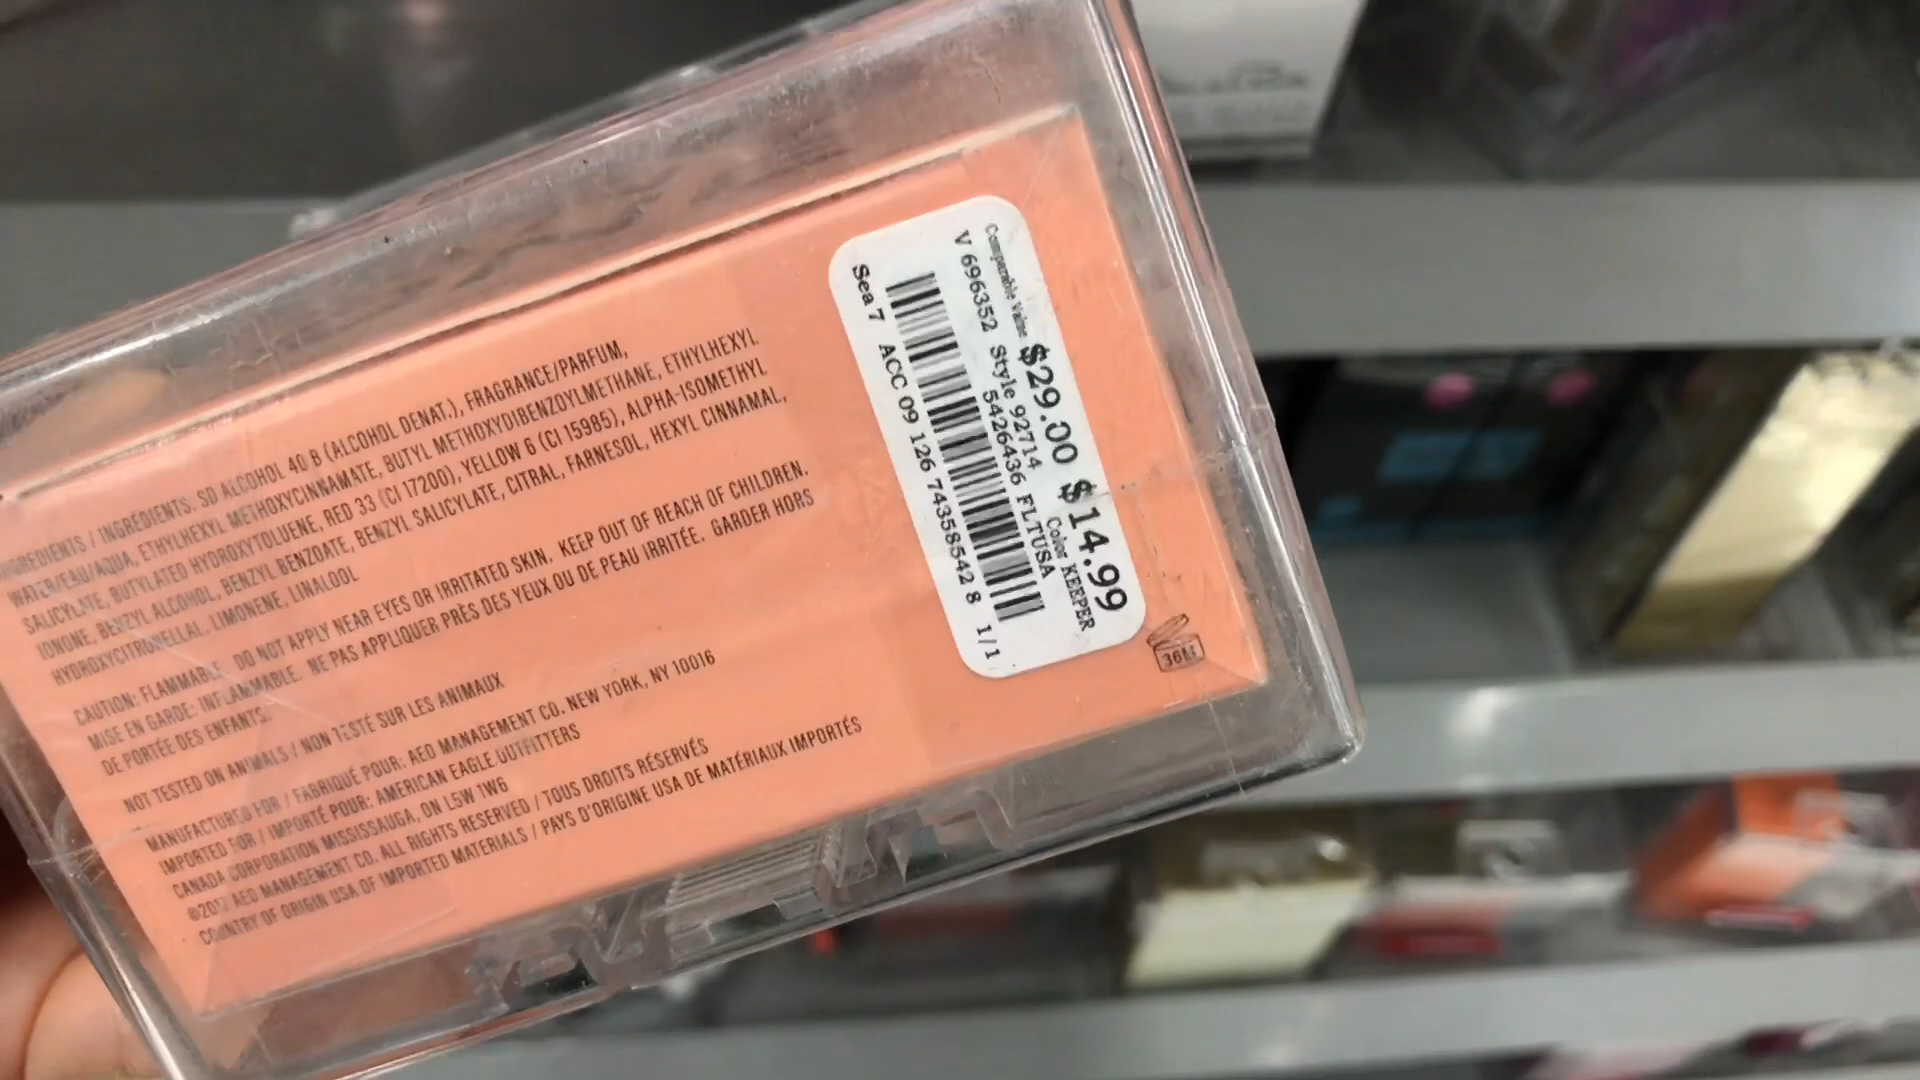 INGREDIENTS / INGRÉDIENTS. SD ALCOHOL 40 B (ALCOHOL DENAT.), FRAGRANCE/PARFUM,
WATER/EAU/AQUA, ETHYLHEXYL METHOXYCINNAMATE, BUTYL METHOXYDIBENZOYLMETHANE, ETHYLHEXYL
SALICYLATE, BUTYLATED HYDROXYTOLUENE, RED 33 (CI 17200), YELLOW 6 (CI 15985), ALPHA-ISOMETHYL
IONONE, BENZYL ALCOHOL, BENZYL BENZOATE, BENZYL SALICYLATE, CITRAL, FARNESOL, HEXYL CINNAMAL,
HYDROXYCITRONELLAL, LIMONENE, LINALOOL
CAUTION: FLAMMABLE. DO NOT APPLY NEAR EYES OR IRRITATED SKIN. KEEP OUT OF REACH OF CHILDREN.
MISE EN GARDE: INFLAMMABLE. NE PAS APPLIQUER PRÈS DES YEUX OU DE PEAU IRRITÉE. GARDER HORS
DE PORTÉE DES ENFANTS.
NOT TESTED ON ANIMALS / NON TESTÉ SUR LES ANIMAUX
MANUFACTURED FOR / FABRIQUÉ POUR: AEO MANAGEMENT CO. NEW YORK, NY 10016
IMPORTED FOR / IMPORTÉ POUR: AMERICAN EAGLE OUTFITTERS
CANADA CORPORATION MISSISSAUGA, ON L5W 1W6
©2017 AEO MANAGEMENT CO. ALL RIGHTS RESERVED / TOUS DROITS RÉSERVÉS
COUNTRY OF ORIGIN USA OF IMPORTED MATERIALS / PAYS D'ORIGINE USA DE MATÉRIAUX IMPORTÉS
Comparable Value $29.00 $14.99
V 696352 Style 92714 Color KEEPER
5426436 FLTUSA
Sea 7 ACC 09 126 74358542 8 1/1
36M